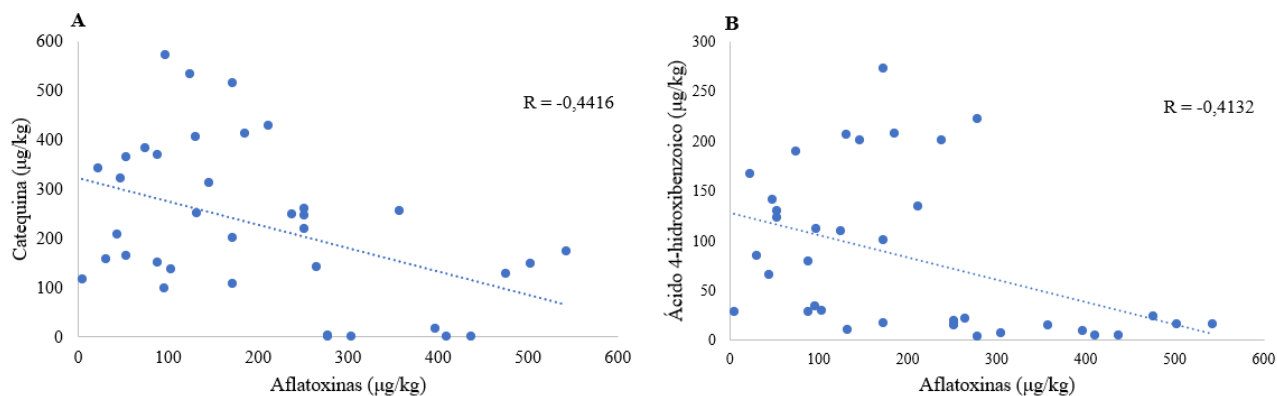 A
600
500
400
300
200
100
0
Catequina (µg/kg)
R = -0,4416
0 100 200 300 400 500 600
Aflatoxinas (µg/kg)
B
300
250
200
150
100
50
0
Ácido 4-hidroxibenzoico (µg/kg)
R = -0,4132
0 100 200 300 400 500 600
Aflatoxinas (µg/kg)